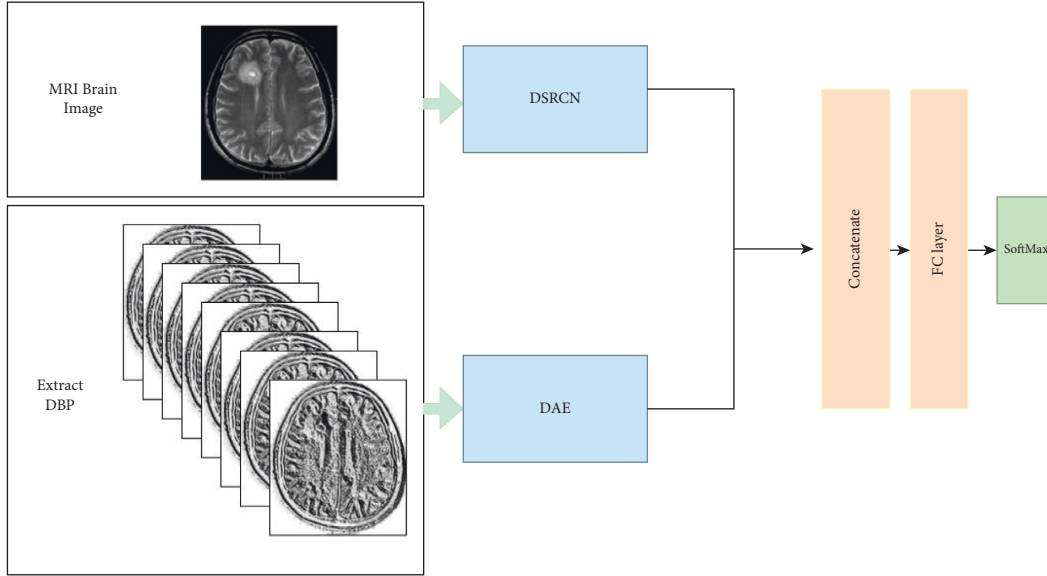 MRI Brain
Image
DSRCN
Extract
DBP
DAE
Concatenate
FC layer
SoftMax